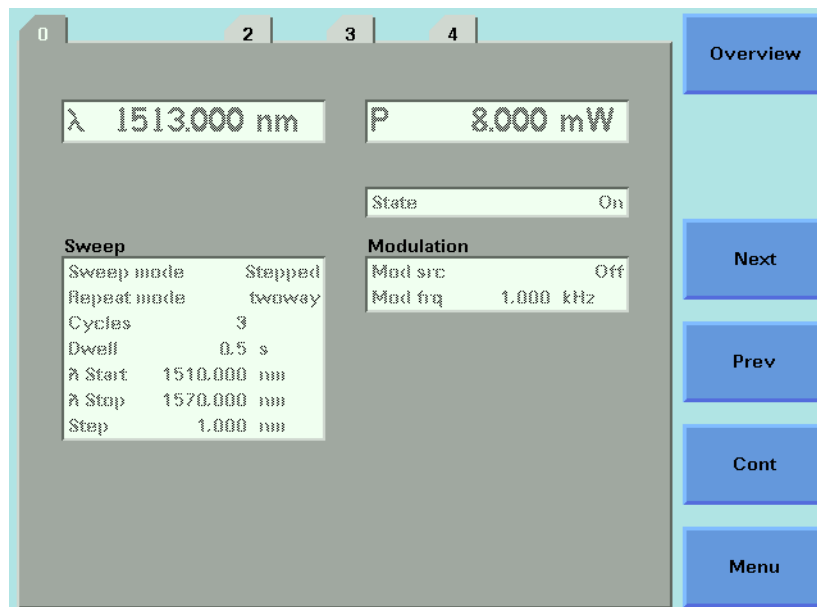 0 2 3 4
Overview
λ 1513.000 nm P 8.000 mW
State On
Sweep Modulation
Sweep mode Stepped Mod src Off
Repeat mode twoway Mod frq 1.000 kHz
Cycles 3
Dwell 0.5 s
λ Start 1510.000 nm
λ Stop 1570.000 nm
Step 1.000 nm
Next
Prev
Cont
Menu